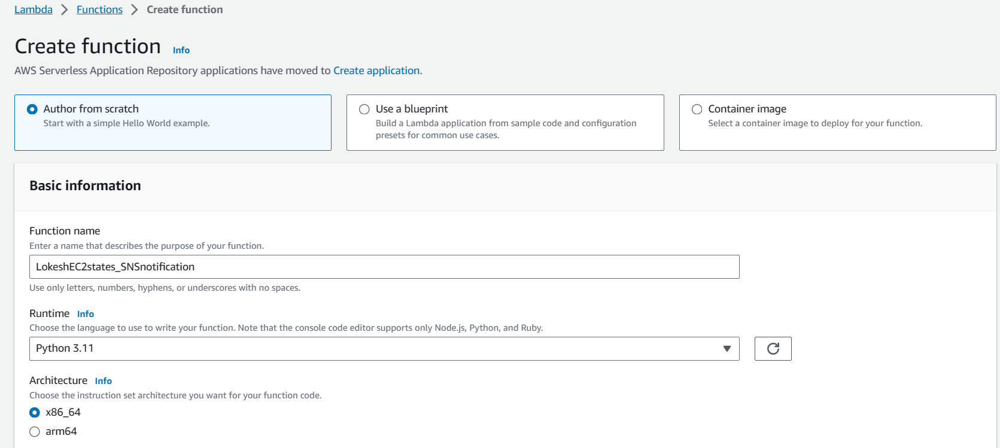 Lambda > Functions > Create function
Create function Info
AWS Serverless Application Repository applications have moved to Create application.
Author from scratch
Start with a simple Hello World example.
Use a blueprint
Build a Lambda application from sample code and configuration
presets for common use cases.
Container image
Select a container image to deploy for your function.
Basic information
Function name
Enter a name that describes the purpose of your function.
LokeshEC2states_SNSnotification
Use only letters, numbers, hyphens, or underscores with no spaces.
Runtime Info
Choose the language to use to write your function. Note that the console code editor supports only Node.js, Python, and Ruby.
Python 3.11
Architecture Info
Choose the instruction set architecture you want for your function code.
x86_64
arm64